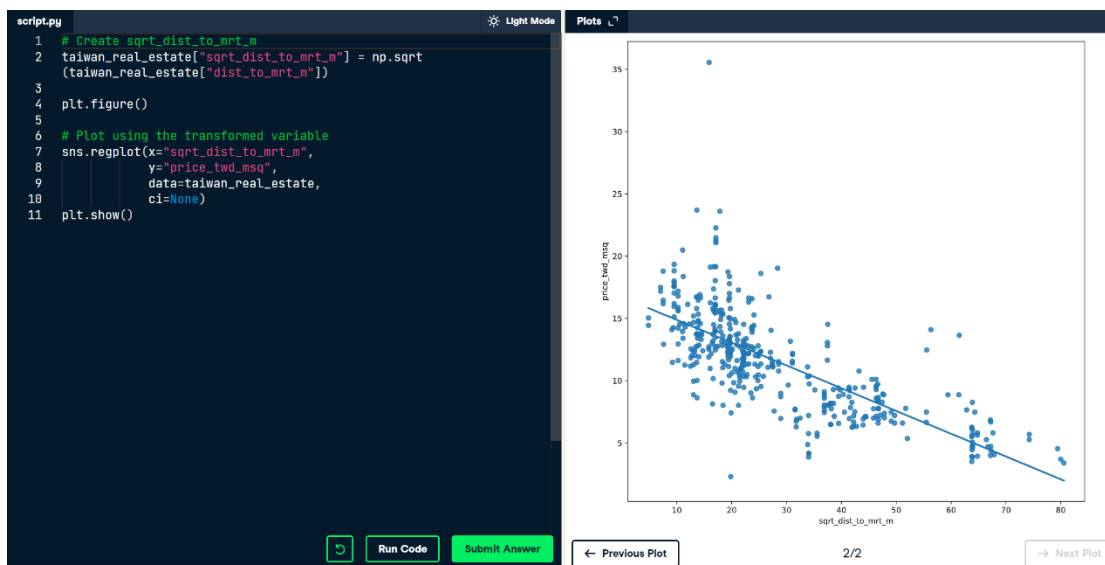 script.py
Light Mode
1 # Create sqrt_dist_to_mrt_m
2 taiwan_real_estate["sqrt_dist_to_mrt_m"] = np.sqrt
(taiwan_real_estate["dist_to_mrt_m"])
3
4 plt.figure()
5
6 # Plot using the transformed variable
7 sns.regplot(x="sqrt_dist_to_mrt_m",
8 y="price_twd_msq",
9 data=taiwan_real_estate,
10 ci=None)
11 plt.show()
Run Code
Submit Answer
Plots
35
30
25
20
15
10
5
price_twd_msq
10 20 30 40 50 60 70 80
sqrt_dist_to_mrt_m
← Previous Plot
2/2
→ Next Plot